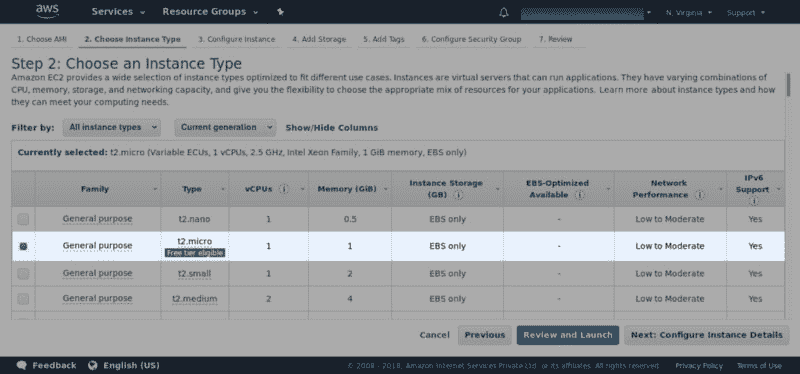 aws Services Resource Groups N. Virginia Support
1. Choose AMI 2. Choose Instance Type 3. Configure Instance 4. Add Storage 5. Add Tags 6. Configure Security Group 7. Review
Step 2: Choose an Instance Type
Amazon EC2 provides a wide selection of instance types optimized to fit different use cases. Instances are virtual servers that can run applications. They have varying combinations of
CPU, memory, storage, and networking capacity, and give you the flexibility to choose the appropriate mix of resources for your applications. Learn more about instance types and how
they can meet your computing needs.
Filter by: All instance types Current generation Show/Hide Columns
Currently selected: t2.micro (Variable ECUs, 1 vCPUs, 2.5 GHz, Intel Xeon Family, 1 GiB memory, EBS only)
Family Type vCPUs Memory (GiB) Instance Storage (GB) EBS-Optimized Available Network Performance IPv6 Support
General purpose t2.nano 1 0.5 EBS only - Low to Moderate Yes
General purpose t2.micro Free tier eligible 1 1 EBS only - Low to Moderate Yes
General purpose t2.small 1 2 EBS only - Low to Moderate Yes
General purpose t2.medium 2 4 EBS only - Low to Moderate Yes
Cancel Previous Review and Launch Next: Configure Instance Details
Feedback English (US) © 2008 - 2018, Amazon Internet Services Private Ltd. or its affiliates. All rights reserved. Privacy Policy Terms of Use